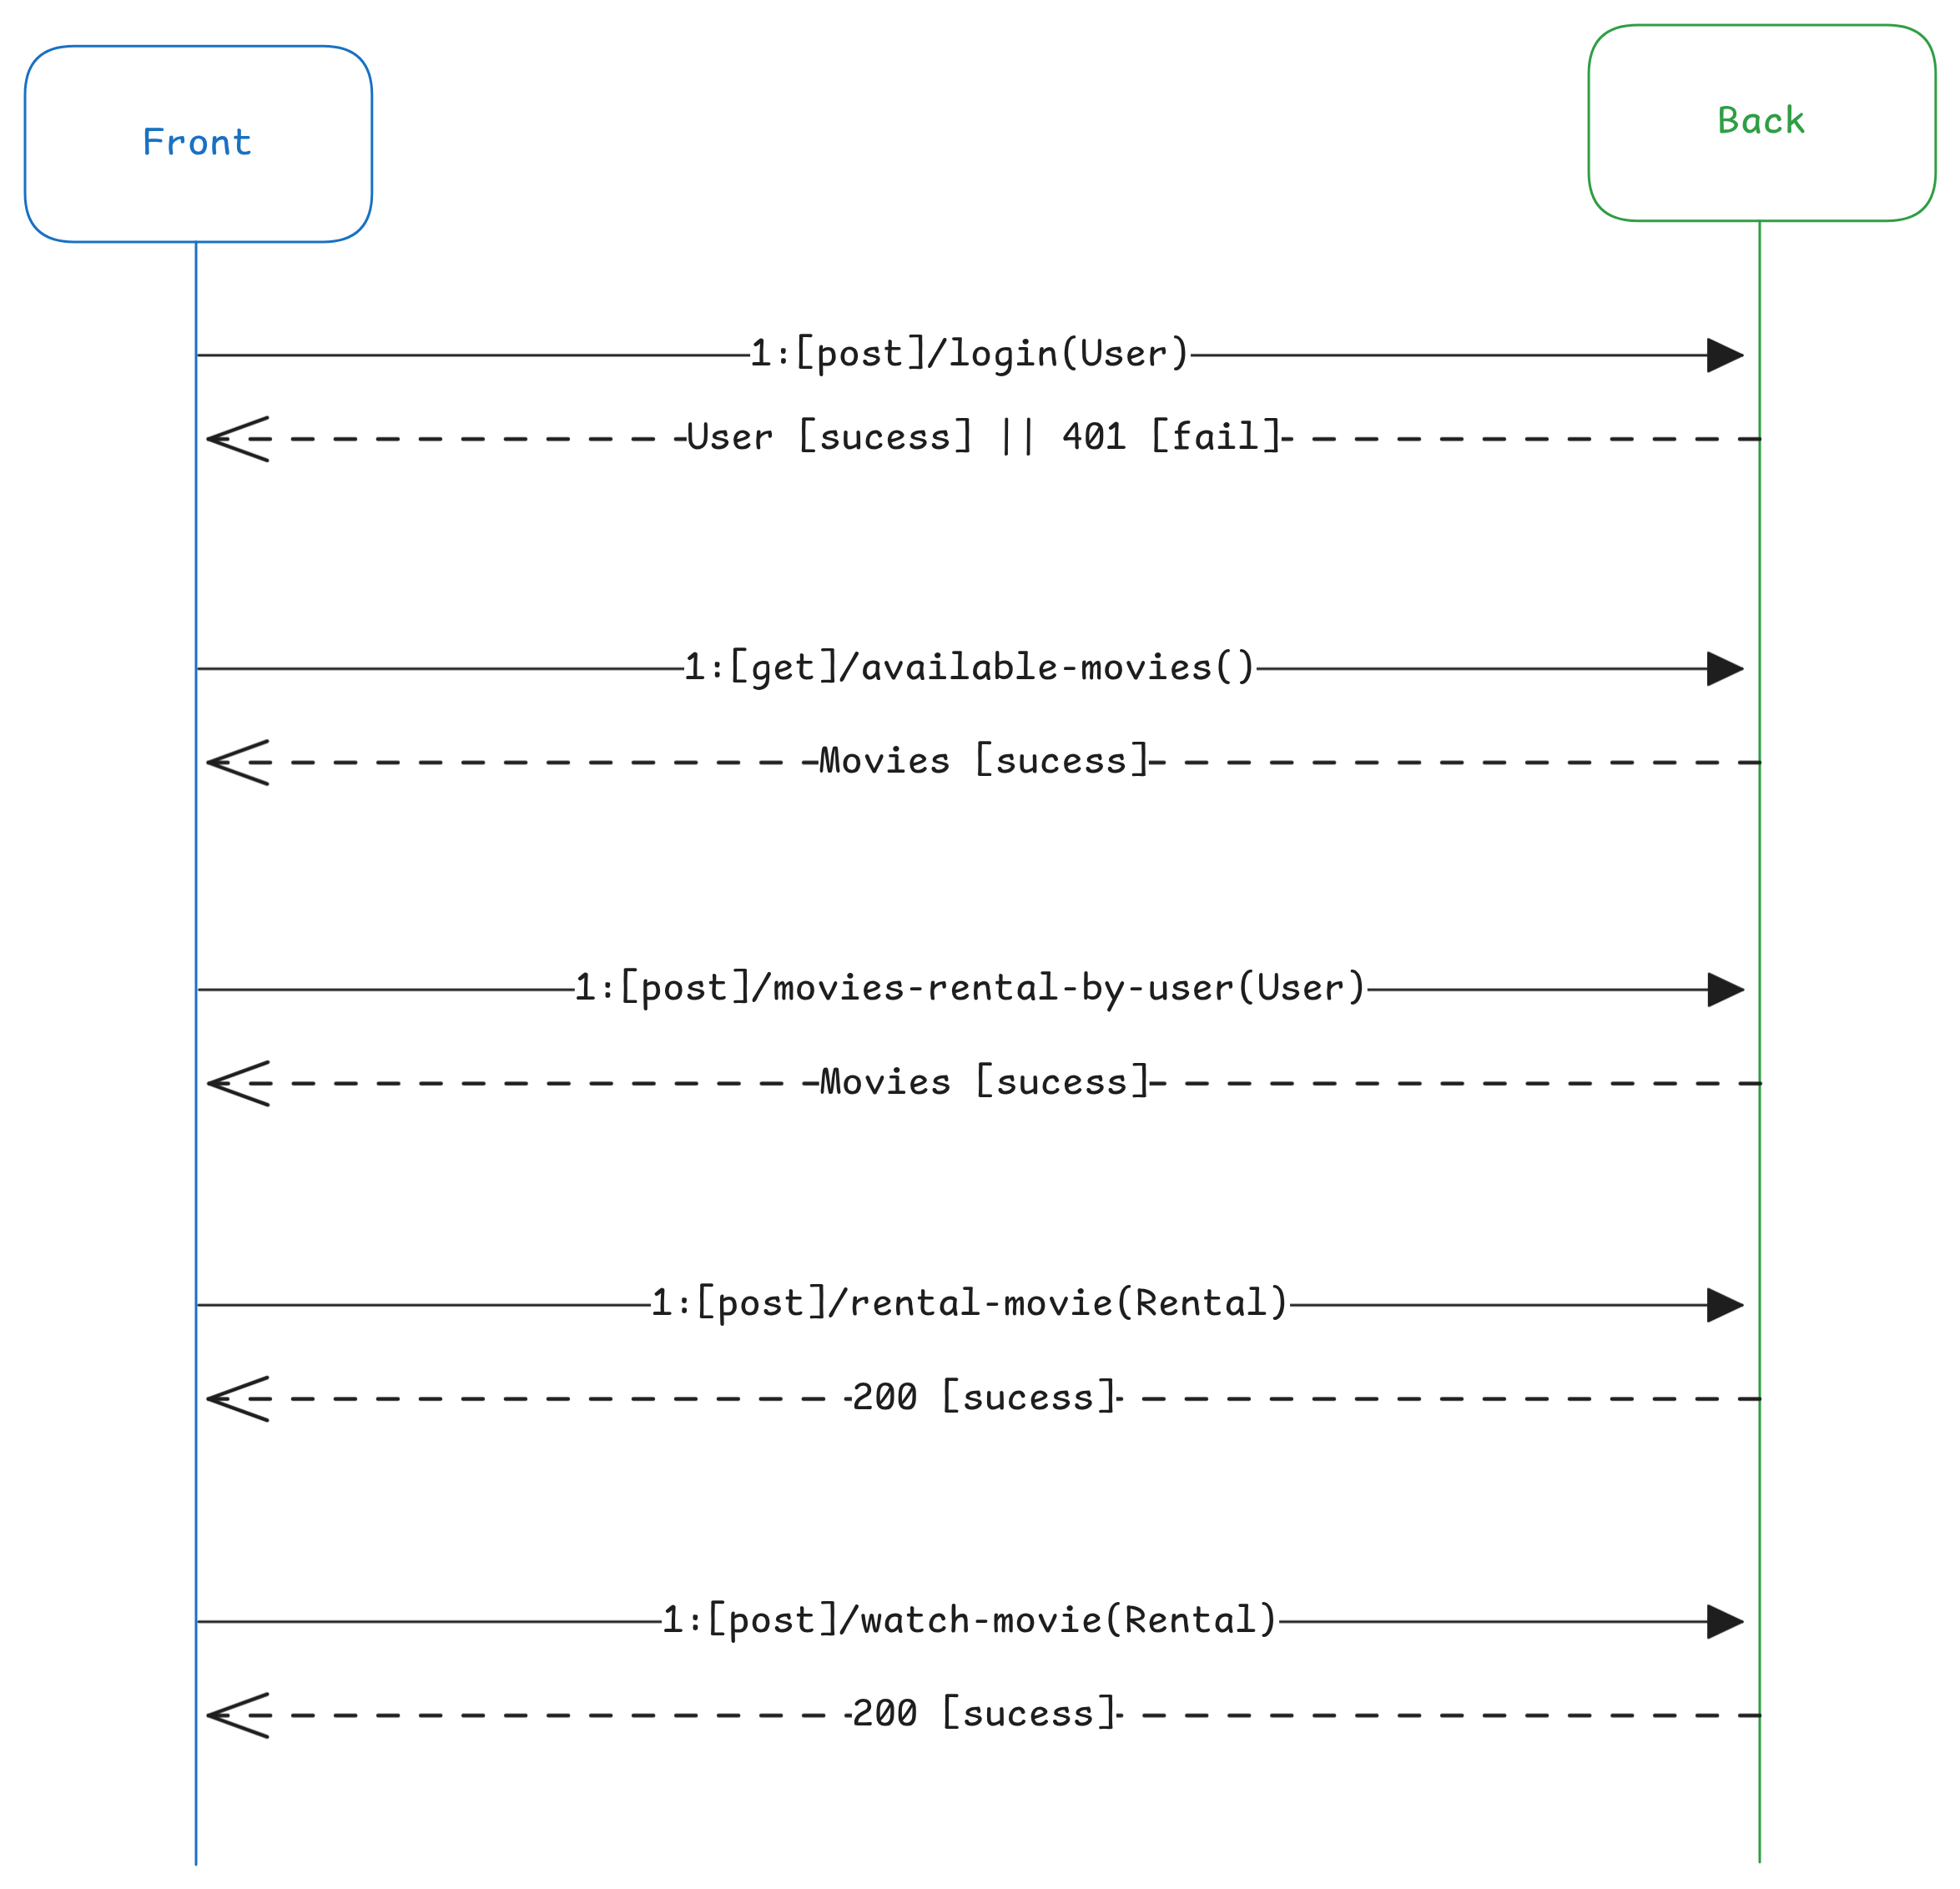 Front
Back
1:[post]/login(User)
User [sucess] || 401 [fail]
1:[get]/available-movies()
Movies [sucess]
1:[post]/movies-rental-by-user(User)
Movies [sucess]
1:[post]/rental-movie(Rental)
200 [sucess]
1:[post]/watch-movie(Rental)
200 [sucess]